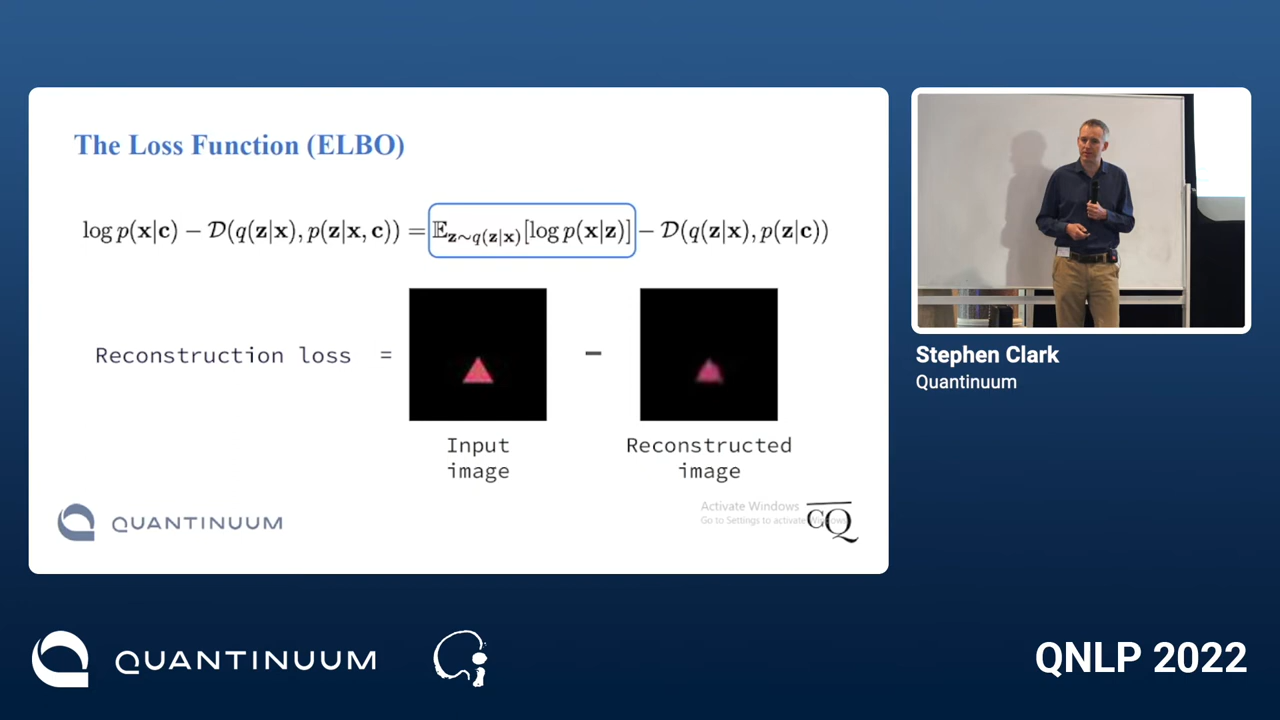 The Loss Function (ELBO)
log p(x|c) − D(q(z|x), p(z|x, c)) = 𝔼z∼q(z|x)[log p(x|z)] − D(q(z|x), p(z|c))
Reconstruction loss = −
Input image
Reconstructed image
QUANTINUUM
Activate Windows
Go to Settings to activate Windows.
CQ
Stephen Clark
Quantinuum
QUANTINUUM
QNLP 2022